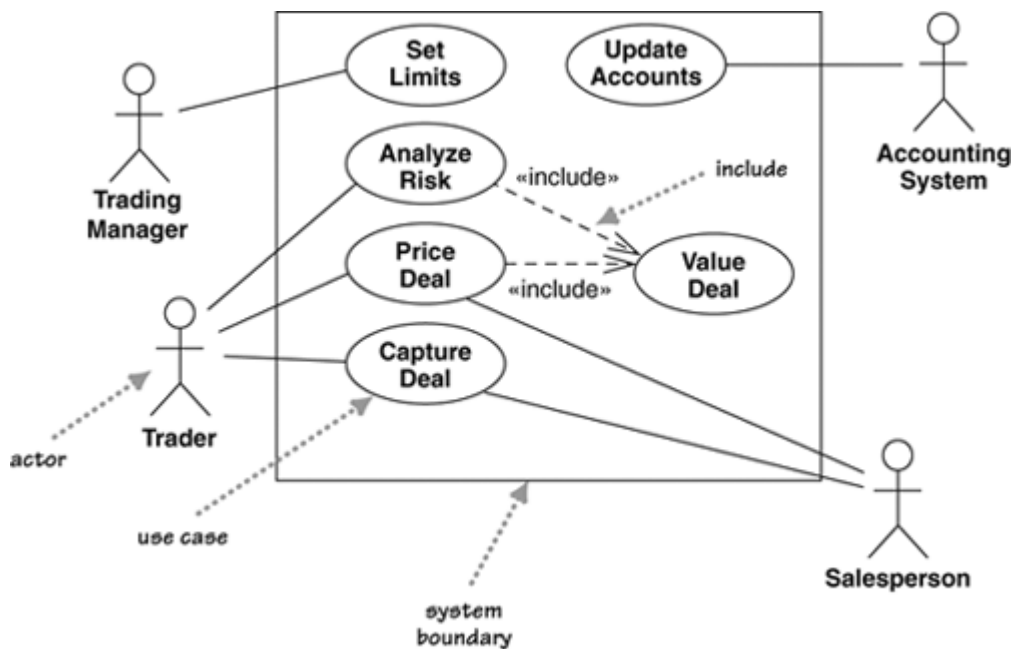 Set
Limits
Update
Accounts
Trading
Manager
Analyze
Risk
«include»
include
Accounting
System
Price
Deal
«include»
Value
Deal
Capture
Deal
Trader
actor
use case
system
boundary
Salesperson